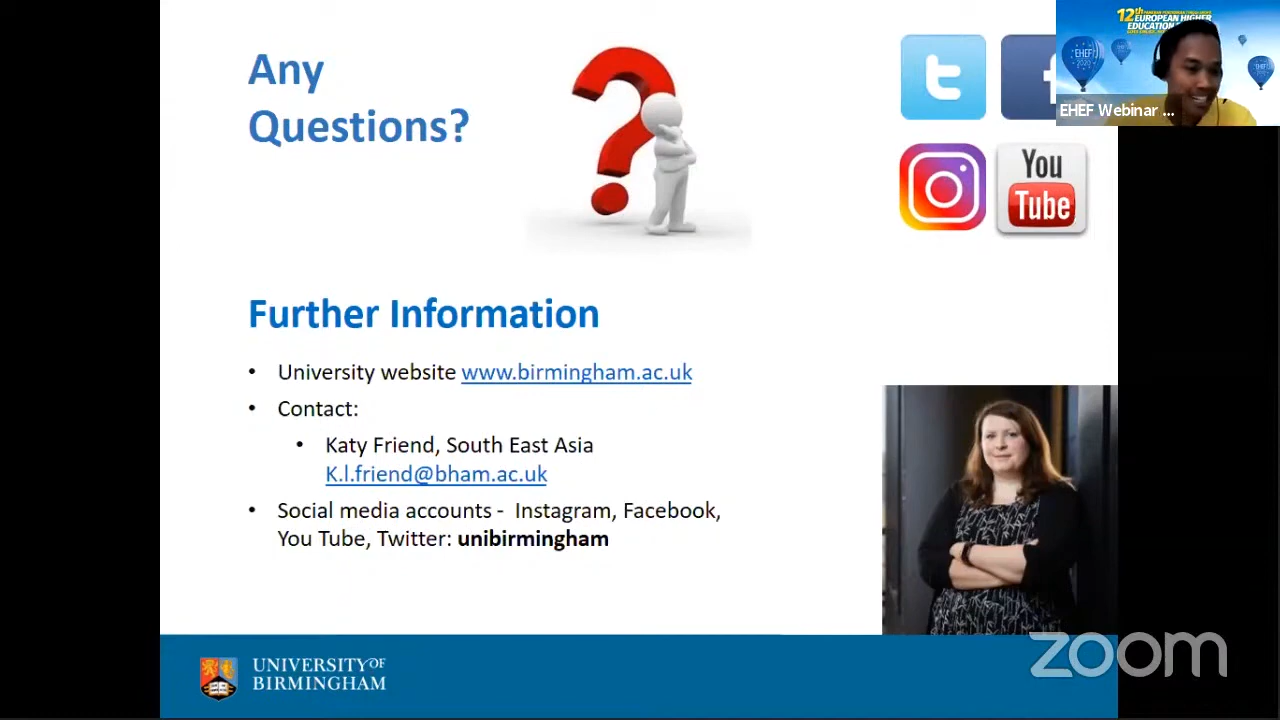 Any
Questions?
Further Information
• University website www.birmingham.ac.uk
• Contact:
• Katy Friend, South East Asia
K.l.friend@bham.ac.uk
• Social media accounts - Instagram, Facebook,
You Tube, Twitter: unibirmingham
UNIVERSITY OF
BIRMINGHAM
You
Tube
12th
EUROPEAN HIGHER
EDUCATION
EHEF
EHEF Webinar ...
zoom